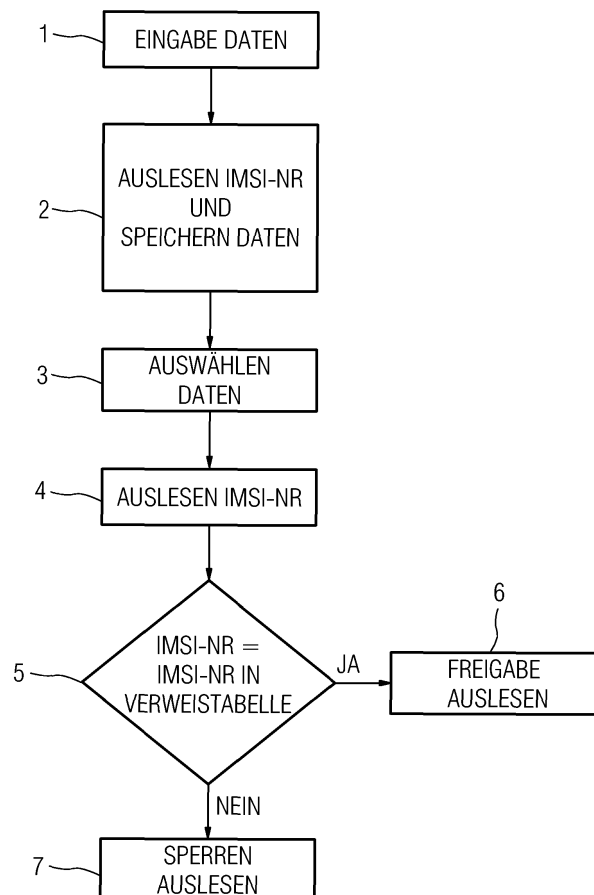 1
EINGABE DATEN
2
AUSLESEN IMSI-NR
UND
SPEICHERN DATEN
3
AUSWÄHLEN
DATEN
4
AUSLESEN IMSI-NR
5
IMSI-NR =
IMSI-NR IN
VERWEISTABELLE
JA
6
FREIGABE
AUSLESEN
NEIN
7
SPERREN
AUSLESEN